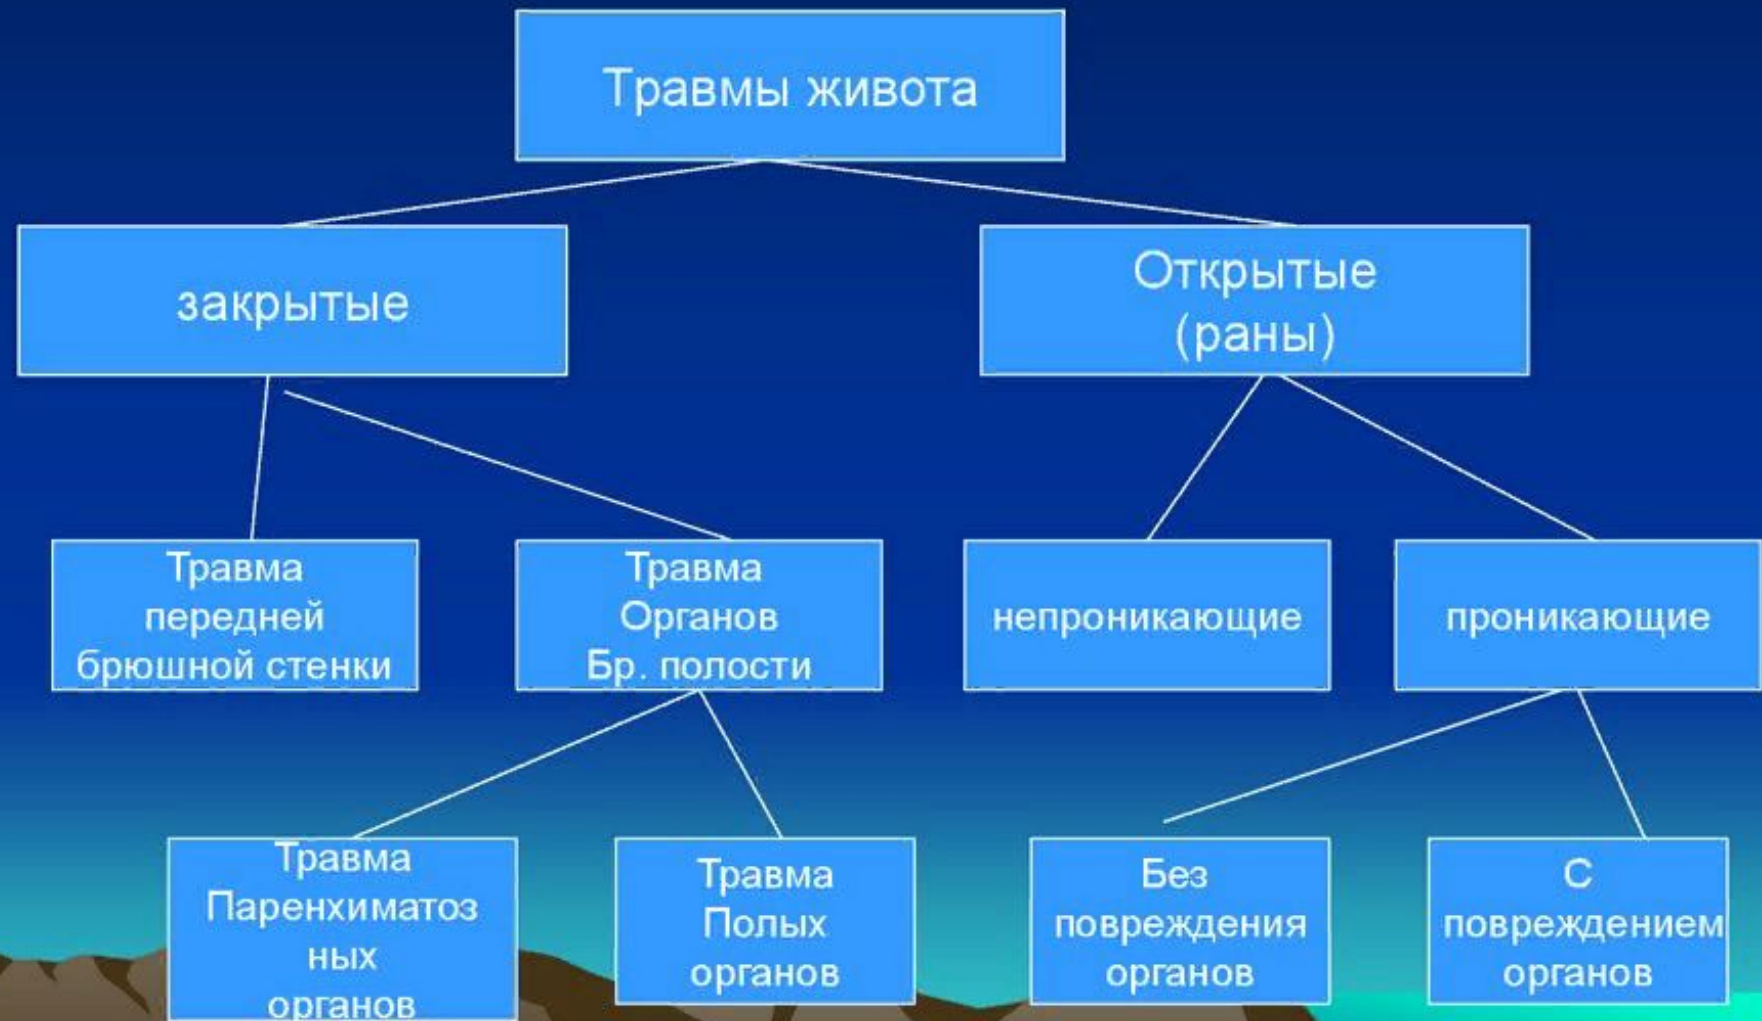 Травмы живота
закрытые
Открытые
(раны)
Травма
передней
брюшной стенки
Травма
Органов
Бр. полости
непроникающие
проникающие
Травма
Паренхиматоз
ных
органов
Травма
Полых
органов
Без
повреждения
органов
С
повреждением
органов